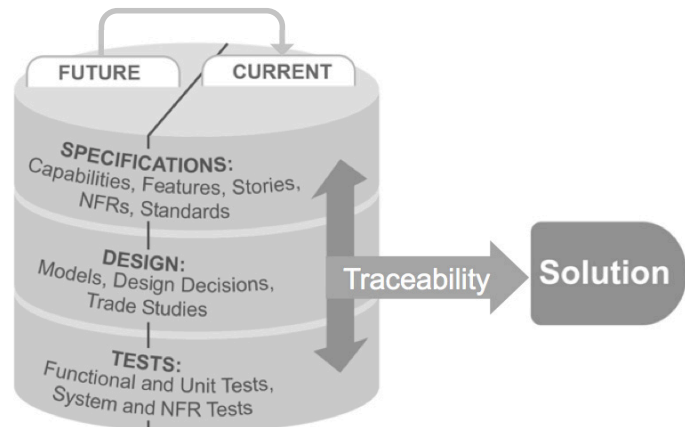 FUTURE
CURRENT
SPECIFICATIONS:
Capabilities, Features, Stories,
NFRs, Standards
DESIGN:
Models, Design Decisions,
Trade Studies
TESTS:
Functional and Unit Tests,
System and NFR Tests
Traceability
Solution